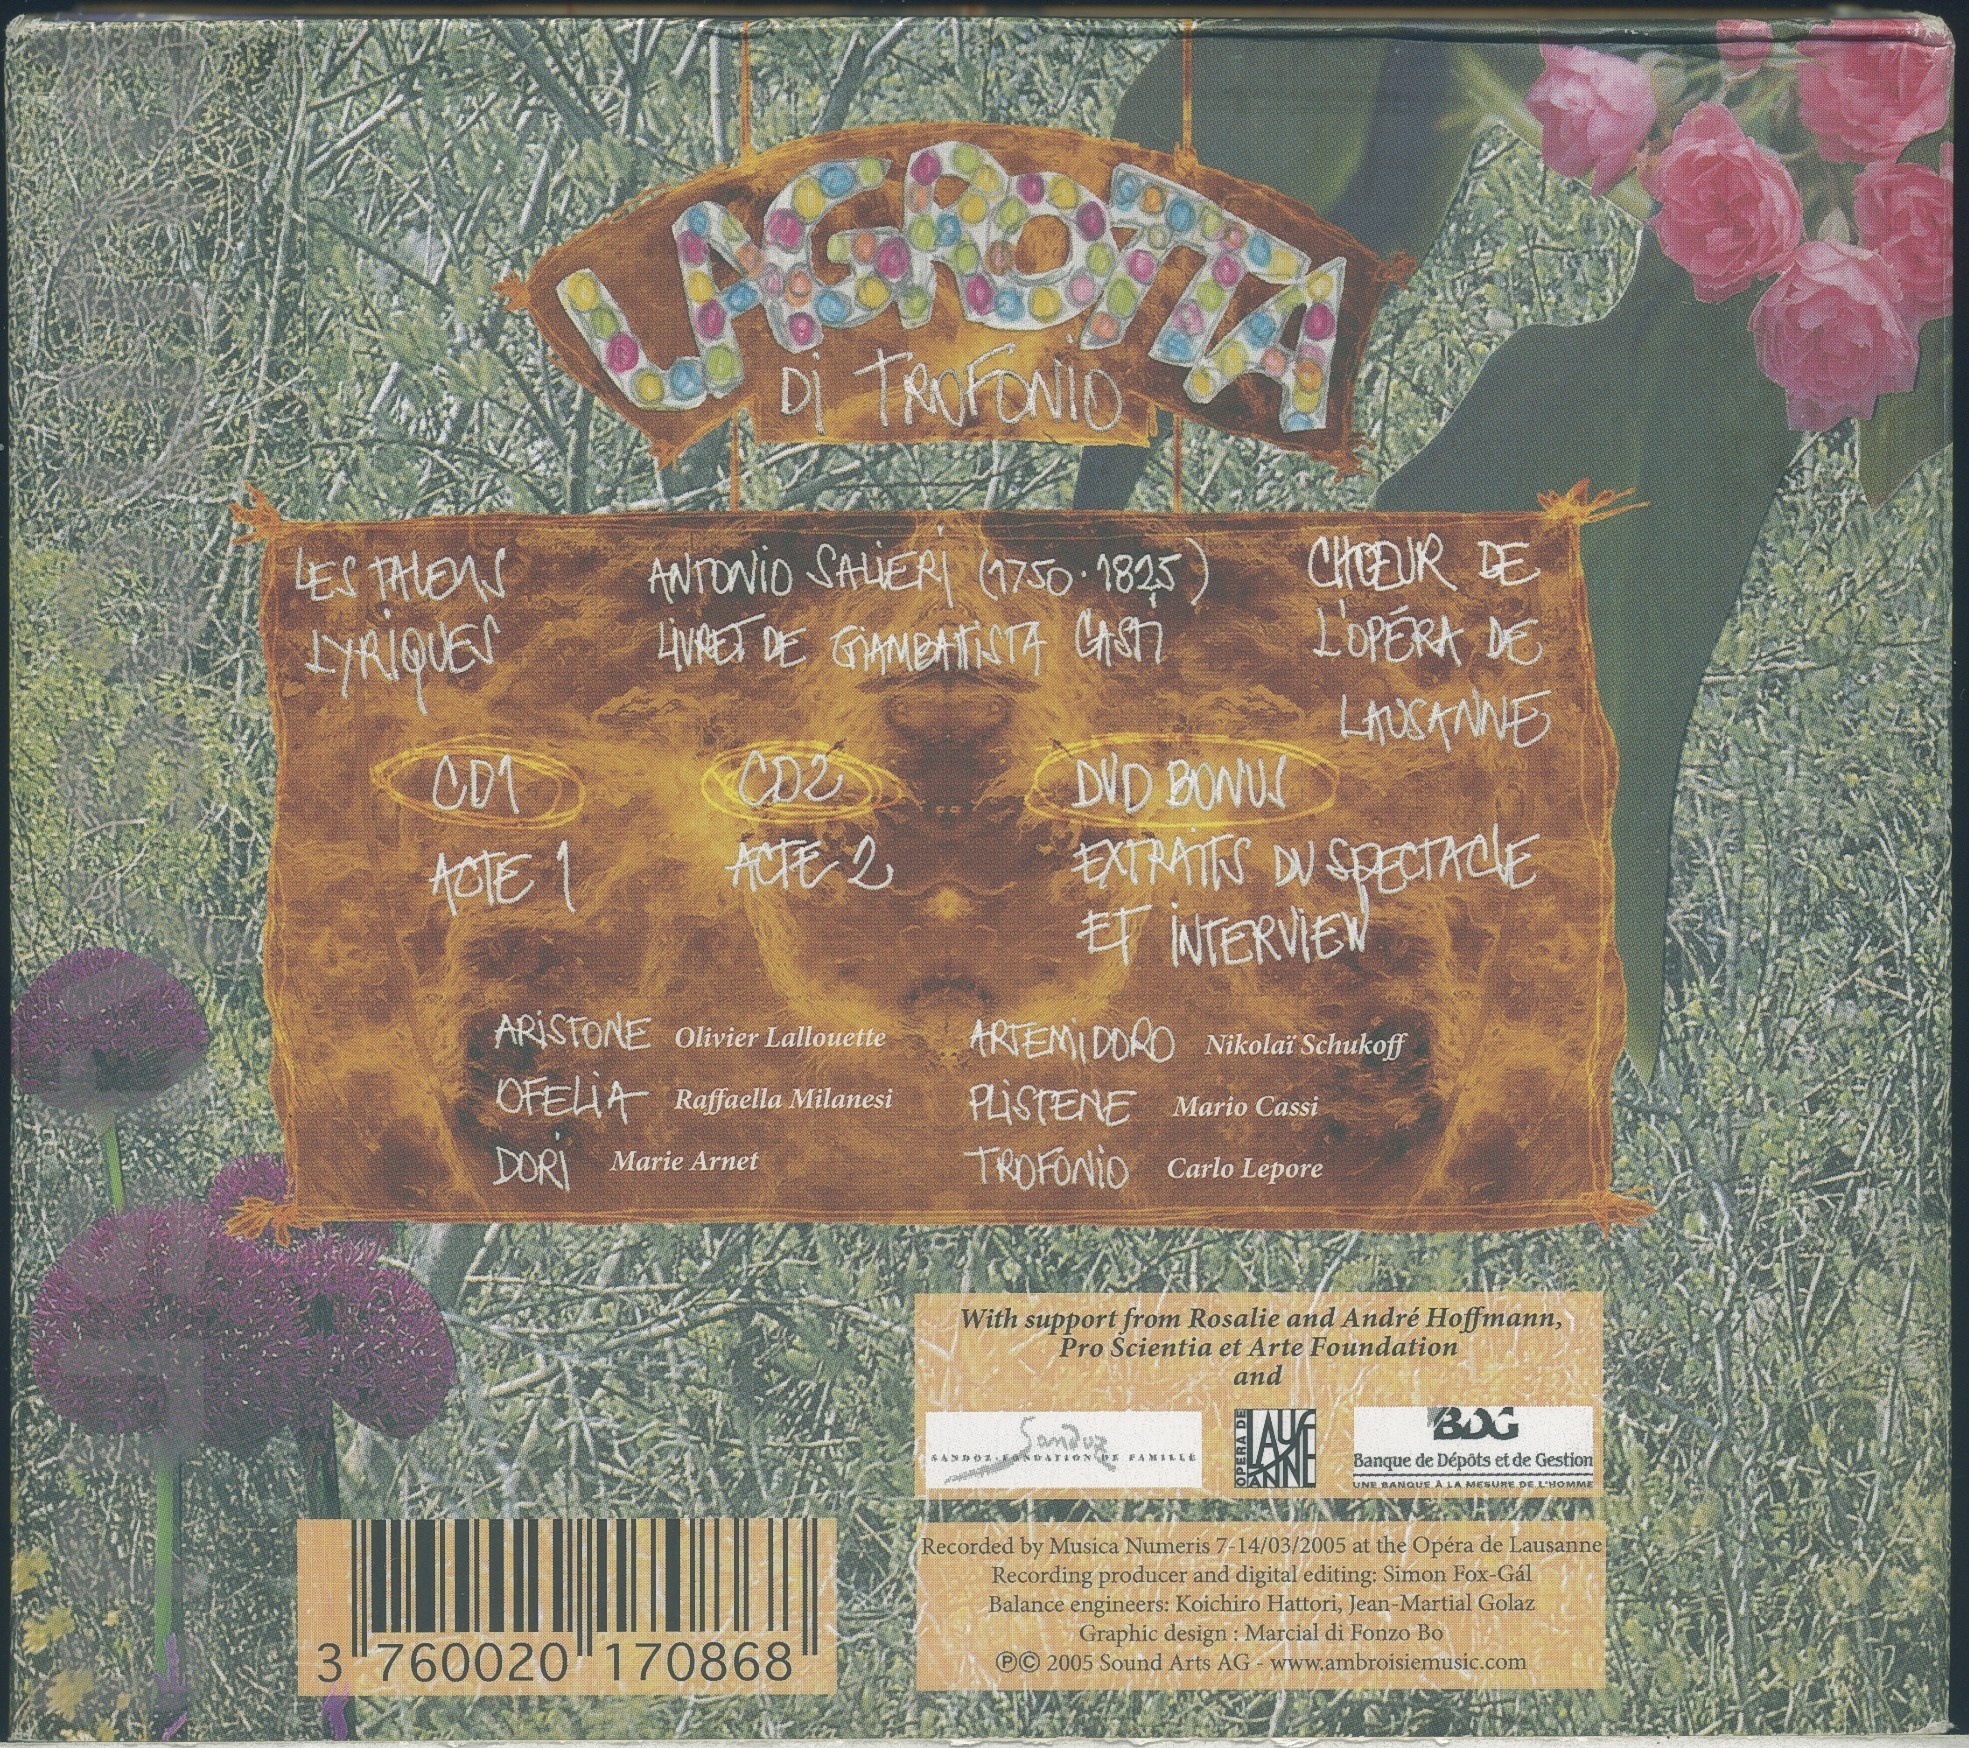 LA GROTTA
Di TROFONiO
LES TALENS
LYRIQUES
ANTONiO SALiERi (1750 · 1825)
LIVRET DE GIAMBATTISTA CASTI
CHŒUR DE
L'OPÉRA DE
LAUSANNE
CD1
ACTE 1
CD2
ACTE 2
DVD BONUS
EXTRAITS DU SPECTACLE
ET iNTERVIEW
ARiSTONE Olivier Lallouette
OFELiA Raffaella Milanesi
DORi Marie Arnet
ARTEMiDORO Nikolaï Schukoff
PLiSTENE Mario Cassi
TROFONiO Carlo Lepore
With support from Rosalie and André Hoffmann,
Pro Scientia et Arte Foundation
and
Sandoz
SANDOZ-FONDATION DE FAMILLE
OPERA DE
LAUSANNE
BDG
Banque de Dépôts et de Gestion
UNE BANQUE À LA MESURE DE L'HOMME
3 760020 170868
Recorded by Musica Numeris 7-14/03/2005 at the Opéra de Lausanne
Recording producer and digital editing: Simon Fox-Gál
Balance engineers: Koichiro Hattori, Jean-Martial Golaz
Graphic design : Marcial di Fonzo Bo
℗© 2005 Sound Arts AG - www.ambroisiemusic.com